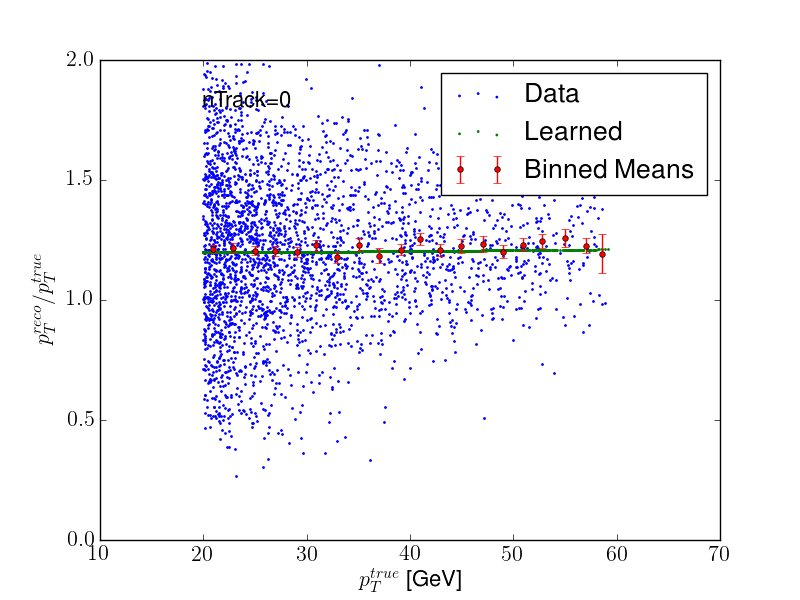 2.0
nTrack=0
Data
Learned
Binned Means
1.5
p_T^{reco}/p_T^{true}
1.0
0.5
0.0
10 20 30 40 50 60 70
p_T^{true} [GeV]